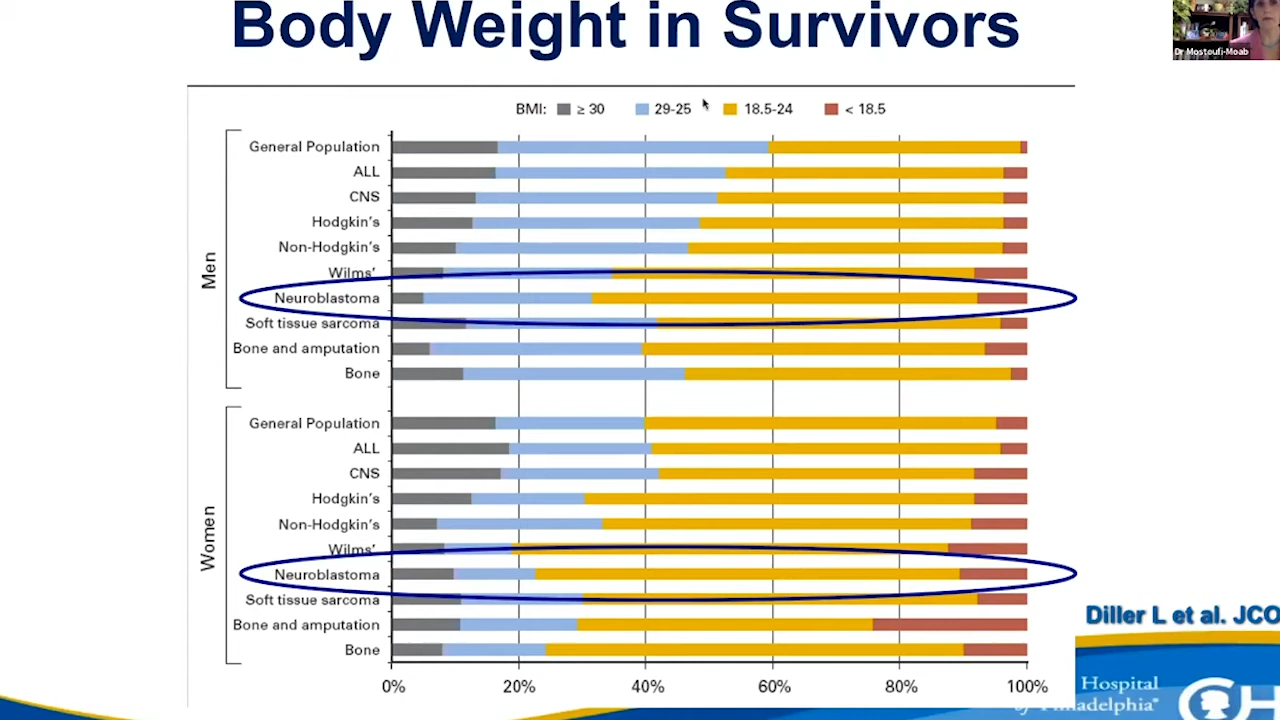 Body Weight in Survivors
Dr Mostoufi-Moab
BMI: ≥ 30 29-25 18.5-24 < 18.5
Men
General Population
ALL
CNS
Hodgkin's
Non-Hodgkin's
Wilms'
Neuroblastoma
Soft tissue sarcoma
Bone and amputation
Bone
Women
General Population
ALL
CNS
Hodgkin's
Non-Hodgkin's
Wilms'
Neuroblastoma
Soft tissue sarcoma
Bone and amputation
Bone
0% 20% 40% 60% 80% 100%
Diller L et al. JCO
Hospital
Philadelphia